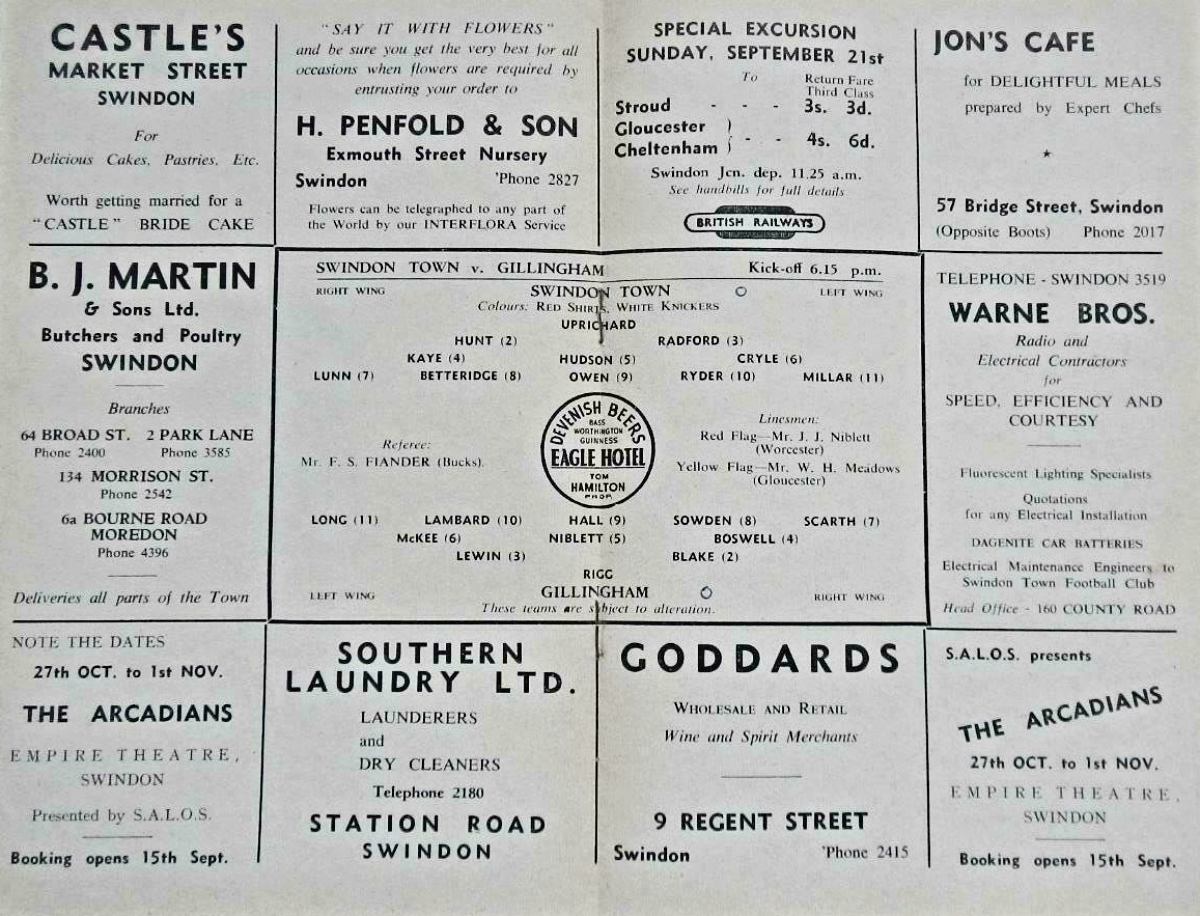 CASTLE'S
MARKET STREET
SWINDON
For
Delicious Cakes, Pastries, Etc.
Worth getting married for a
"CASTLE" BRIDE CAKE
"SAY IT WITH FLOWERS"
and be sure you get the very best for all
occasions when flowers are required by
entrusting your order to
H. PENFOLD & SON
Exmouth Street Nursery
Swindon 'Phone 2827
Flowers can be telegraphed to any part of
the World by our INTERFLORA Service
SPECIAL EXCURSION
SUNDAY, SEPTEMBER 21st
To Return Fare
Third Class
Stroud - - - 3s. 3d.
Gloucester )
Cheltenham ) - - 4s. 6d.
Swindon Jcn. dep. 11.25 a.m.
See handbills for full details
BRITISH RAILWAYS
JON'S CAFE
for DELIGHTFUL MEALS
prepared by Expert Chefs
★
57 Bridge Street, Swindon
(Opposite Boots) Phone 2017
B. J. MARTIN
& Sons Ltd.
Butchers and Poultry
SWINDON
Branches
64 BROAD ST. 2 PARK LANE
Phone 2400 Phone 3585
134 MORRISON ST.
Phone 2542
6a BOURNE ROAD
MOREDON
Phone 4396
Deliveries all parts of the Town
SWINDON TOWN v. GILLINGHAM Kick-off 6.15 p.m.
RIGHT WING SWINDON TOWN LEFT WING
Colours: RED SHIRTS, WHITE KNICKERS
UPRICHARD
HUNT (2) RADFORD (3)
KAYE (4) HUDSON (5) CRYLE (6)
LUNN (7) BETTERIDGE (8) OWEN (9) RYDER (10) MILLAR (11)
Referee:
Mr. F. S. FIANDER (Bucks).
DEVENISH BEERS
BASS
WORTHINGTON
GUINNESS
EAGLE HOTEL
TOM
HAMILTON
PROP.
Linesmen:
Red Flag—Mr. J. J. Niblett
(Worcester)
Yellow Flag—Mr. W. H. Meadows
(Gloucester)
LONG (11) LAMBARD (10) HALL (9) SOWDEN (8) SCARTH (7)
McKEE (6) NIBLETT (5) BOSWELL (4)
LEWIN (3) BLAKE (2)
RIGG
LEFT WING GILLINGHAM RIGHT WING
These teams are subject to alteration.
TELEPHONE - SWINDON 3519
WARNE BROS.
Radio and
Electrical Contractors
for
SPEED, EFFICIENCY AND
COURTESY
Fluorescent Lighting Specialists
Quotations
for any Electrical Installation
DAGENITE CAR BATTERIES
Electrical Maintenance Engineers to
Swindon Town Football Club
Head Office - 160 COUNTY ROAD
NOTE THE DATES
27th OCT. to 1st NOV.
THE ARCADIANS
EMPIRE THEATRE,
SWINDON
Presented by S.A.L.O.S.
Booking opens 15th Sept.
SOUTHERN
LAUNDRY LTD.
LAUNDERERS
and
DRY CLEANERS
Telephone 2180
STATION ROAD
SWINDON
GODDARDS
WHOLESALE AND RETAIL
Wine and Spirit Merchants
9 REGENT STREET
Swindon 'Phone 2415
S.A.L.O.S. presents
THE ARCADIANS
27th OCT. to 1st NOV.
EMPIRE THEATRE,
SWINDON
Booking opens 15th Sept.